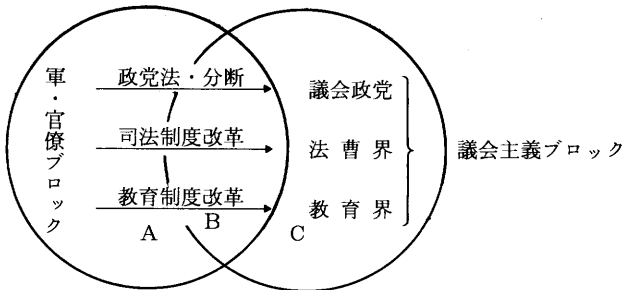 軍・官僚ブロック
政党法・分断
司法制度改革
教育制度改革
A
B
C
議会政党
法曹界
教育界
議会主義ブロック